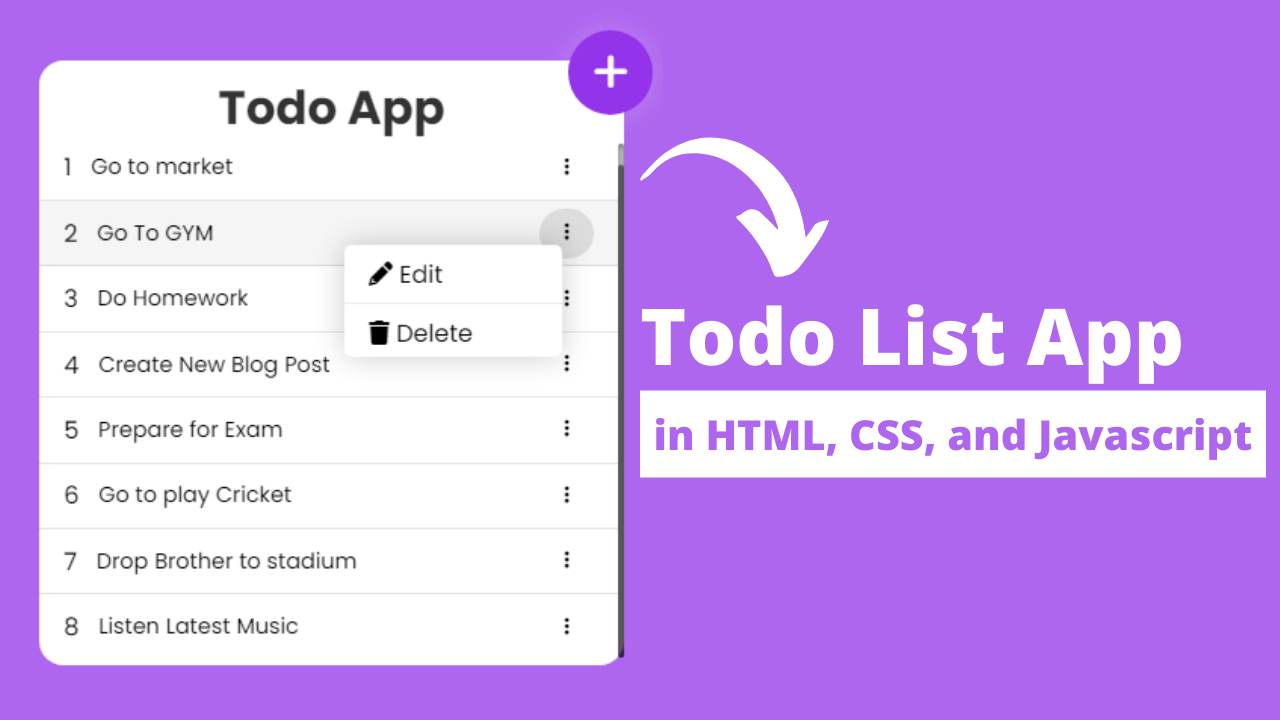 Todo App
1 Go to market
2 Go To GYM
Edit
3 Do Homework
Delete
4 Create New Blog Post
5 Prepare for Exam
6 Go to play Cricket
7 Drop Brother to stadium
8 Listen Latest Music
Todo List App
in HTML, CSS, and Javascript